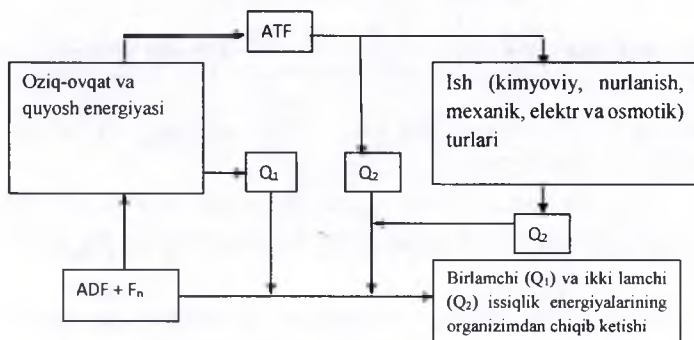 ATF
Oziq-ovqat va
quyosh energiyasi
Ish (kimyoviy, nurlanish,
mexanik, elektr va osmotik)
turlari
Q₁
Q₂
Q₂
ADF + Fₙ
Birlamchi (Q₁) va ikki lamchi
(Q₂) issiqlik energiyalarining
organizimdan chiqib ketishi